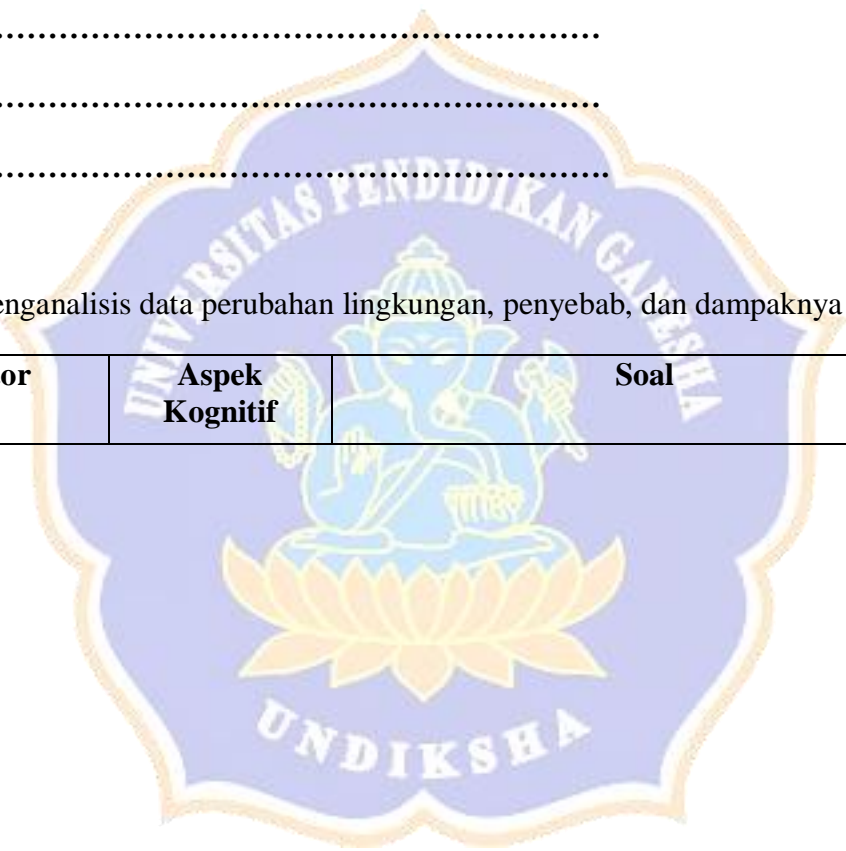 ……………………………………………………….
……………………………………………………….
………………………………………………………..
UNIVERSITAS PENDIDIKAN GANESHA
enganalisis data perubahan lingkungan, penyebab, dan dampaknya
or Aspek Soal
Kognitif
UNDIKSHA